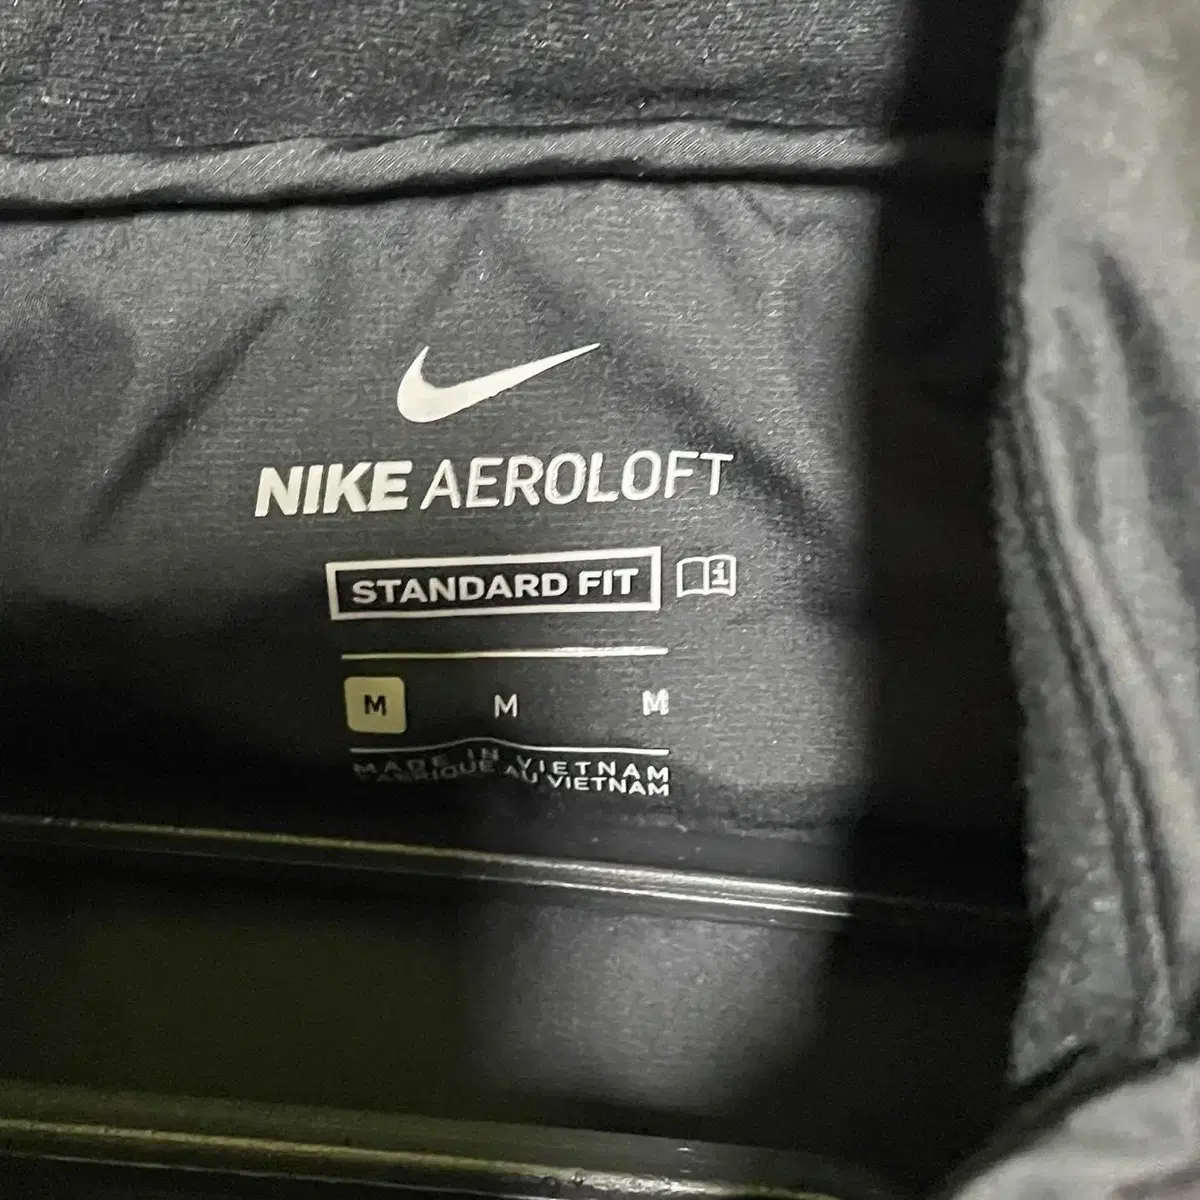 NIKE AEROLOFT
STANDARD FIT i
M M M
MADE IN VIETNAM
FABRIQUE AU VIETNAM